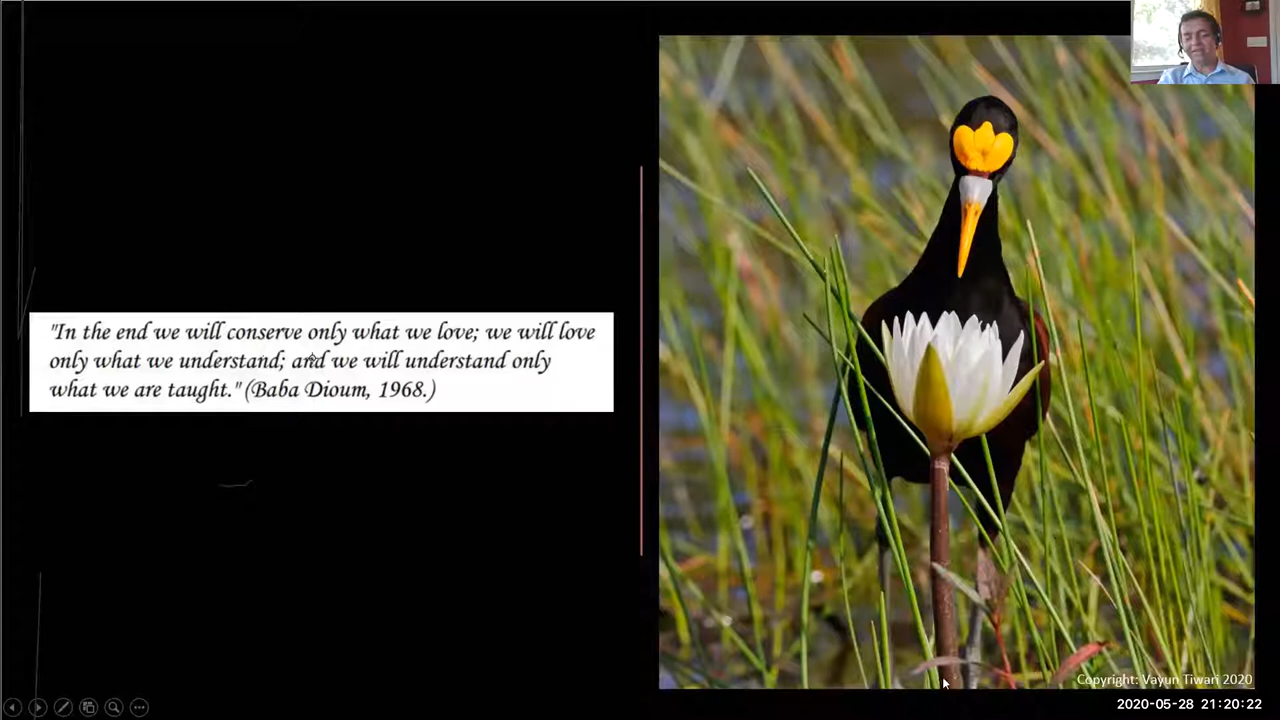 "In the end we will conserve only what we love; we will love
only what we understand; and we will understand only
what we are taught." (Baba Dioum, 1968.)
Copyright: Vayun Tiwari 2020
2020-05-28 21:20:22